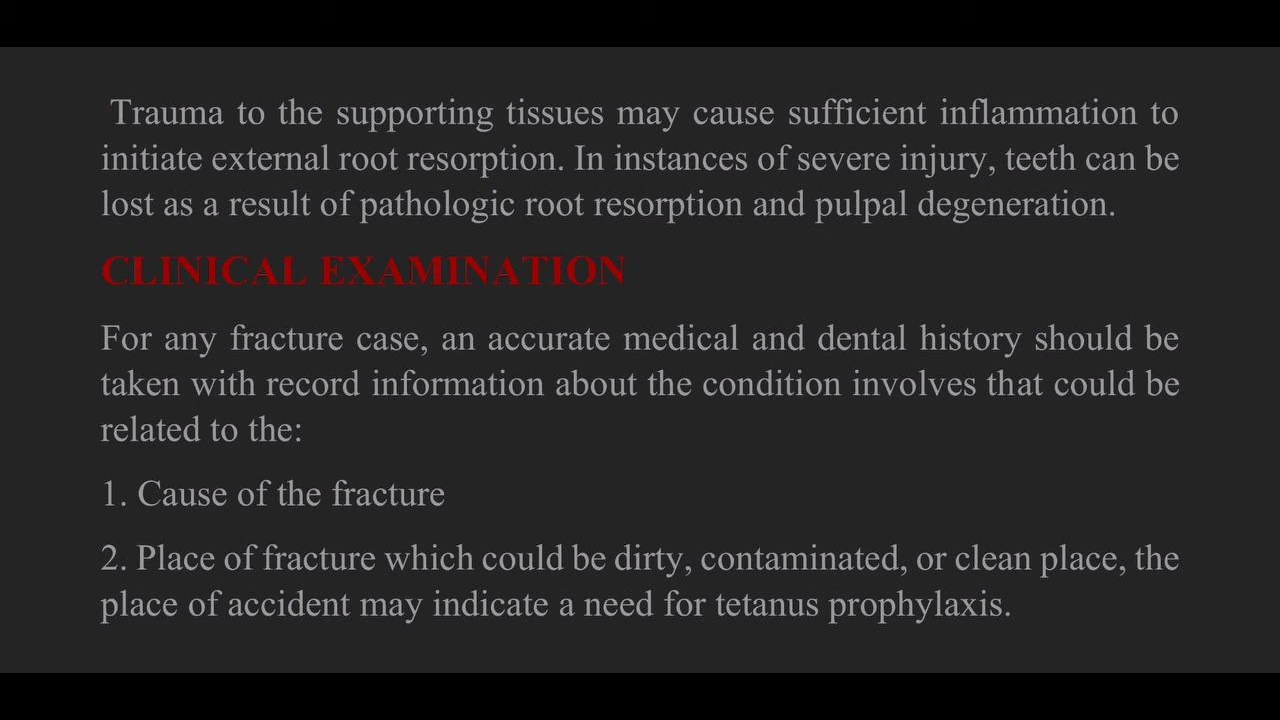 Trauma to the supporting tissues may cause sufficient inflammation to
initiate external root resorption. In instances of severe injury, teeth can be
lost as a result of pathologic root resorption and pulpal degeneration.
CLINICAL EXAMINATION
For any fracture case, an accurate medical and dental history should be
taken with record information about the condition involves that could be
related to the:
1. Cause of the fracture
2. Place of fracture which could be dirty, contaminated, or clean place, the
place of accident may indicate a need for tetanus prophylaxis.